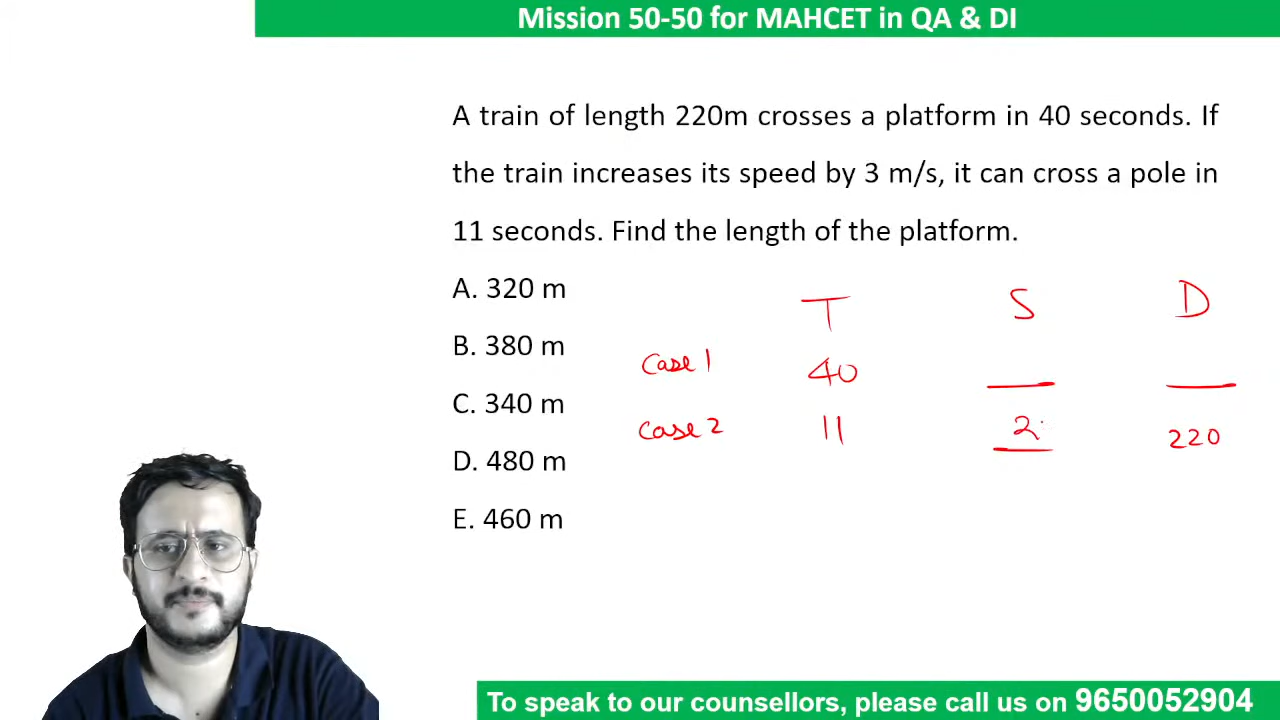 Mission 50-50 for MAHCET in QA & DI
A train of length 220m crosses a platform in 40 seconds. If
the train increases its speed by 3 m/s, it can cross a pole in
11 seconds. Find the length of the platform.
A. 320 m
B. 380 m
C. 340 m
D. 480 m
E. 460 m
T S D
Case 1 40
Case 2 11 2 220
To speak to our counsellors, please call us on 9650052904